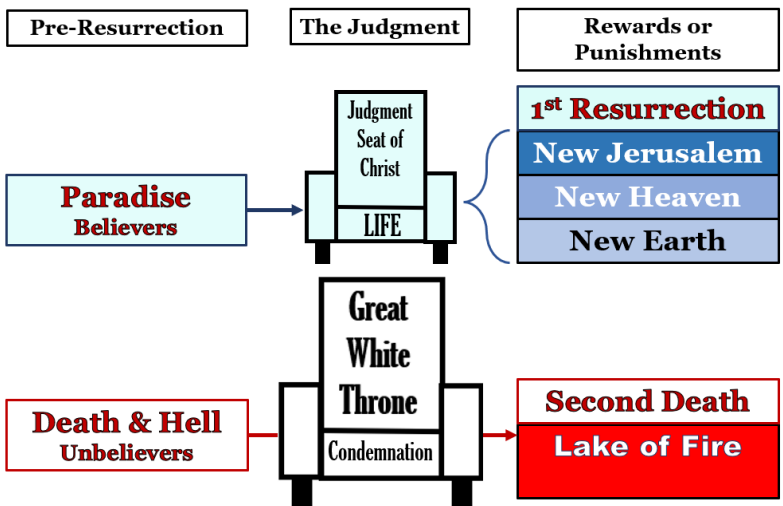 Pre-Resurrection
The Judgment
Rewards or
Punishments
Paradise
Believers
Judgment
Seat of
Christ
LIFE
1st Resurrection
New Jerusalem
New Heaven
New Earth
Death & Hell
Unbelievers
Great
White
Throne
Condemnation
Second Death
Lake of Fire